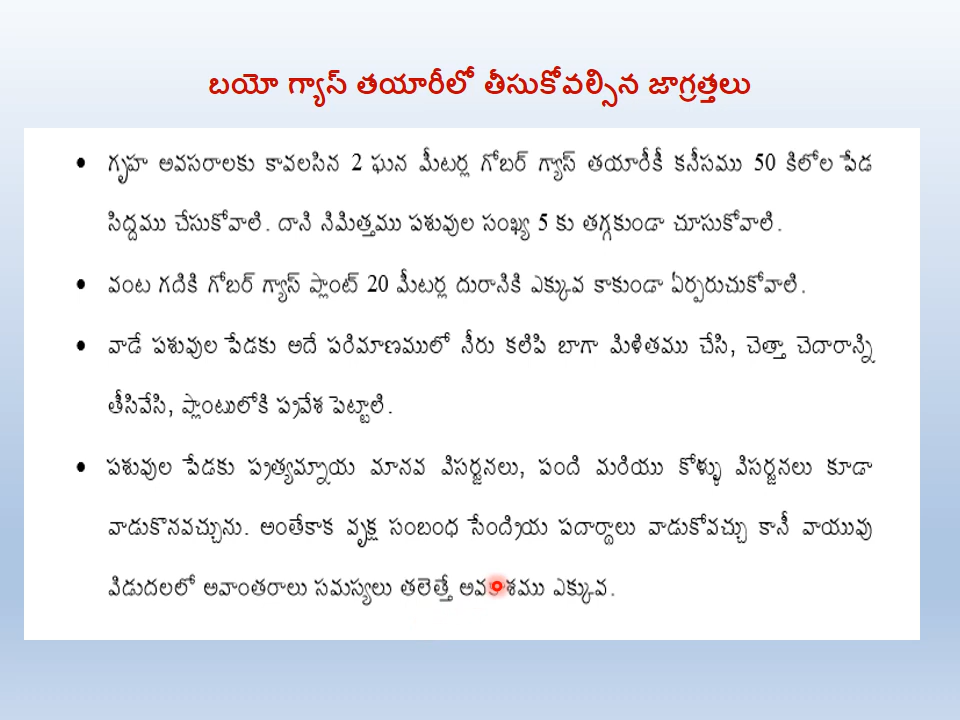 బయో గ్యాస్ తయారీలో తీసుకోవల్సిన జాగ్రత్తలు
• గృహ అవసరాలకు కావలసిన 2 ఘన మీటర్ల గోబర్ గ్యాస్ తయారీకీ కనీసము 50 కిలోల పేడ
సిద్దము చేసుకోవాలి. దాని నిమిత్తము పశువుల సంఖ్య 5 కు తగ్గకుండా చూసుకోవాలి.
• వంట గదికి గోబర్ గ్యాస్ ప్లాంట్ 20 మీటర్ల దురానికి ఎక్కువ కాకుండా ఏర్పరుచుకోవాలి.
• వాడే పశువుల పేడకు అదే పరిమాణములో నీరు కలిపి బాగా మిళితము చేసి, చెత్తా చెదారాన్ని
తీసివేసి, ప్లాంటులోకి ప్రవేశ పెట్టాలి.
• పశువుల పేడకు ప్రత్యమ్నాయ మానవ విసర్జనలు, పంది మరియు కోళ్ళు విసర్జనలు కూడా
వాడుకొనవచ్చును. అంతేకాక వృక్ష సంబంధ సేంద్రియ పదార్దాలు వాడుకోవచ్చు కానీ వాయువు
విడుదలలో అవాంతరాలు సమస్యలు తలెత్తే అవకాశము ఎక్కువ.